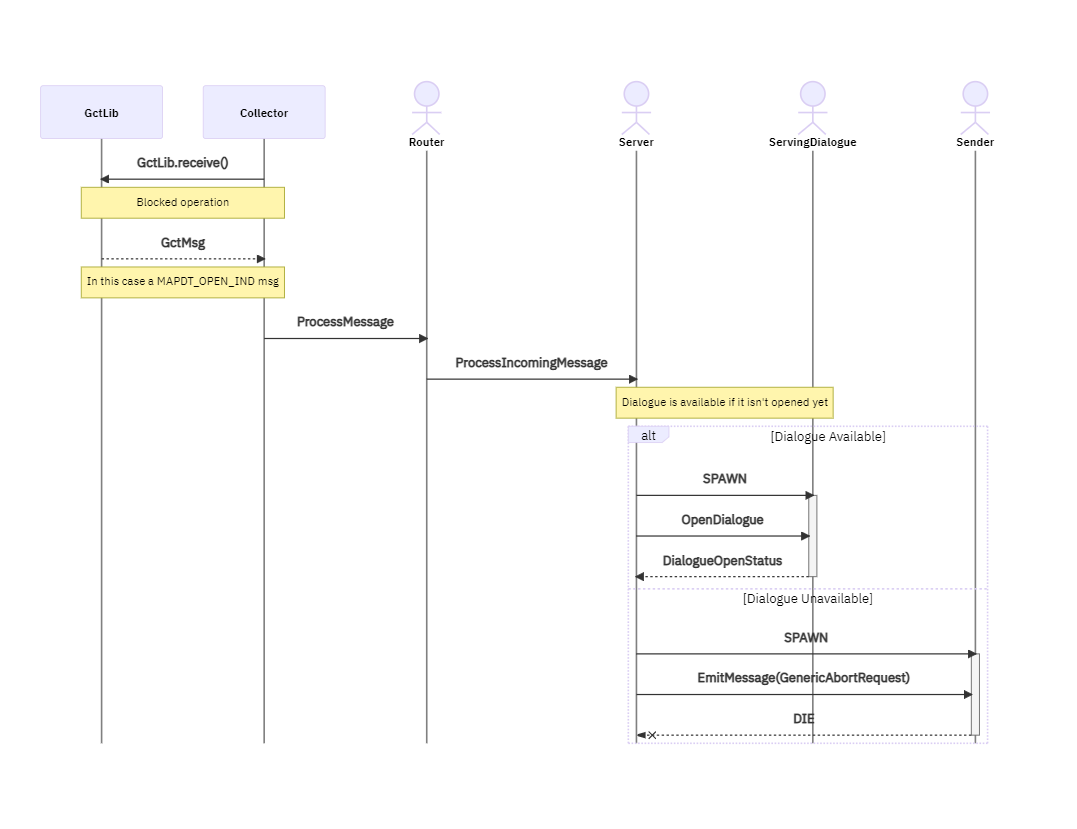 GctLib
Collector
Router
Server
ServingDialogue
Sender
GctLib.receive()
Blocked operation
GctMsg
In this case a MAPDT_OPEN_IND msg
ProcessMessage
ProcessIncomingMessage
Dialogue is available if it isn't opened yet
alt
[Dialogue Available]
SPAWN
OpenDialogue
DialogueOpenStatus
[Dialogue Unavailable]
SPAWN
EmitMessage(GenericAbortRequest)
DIE